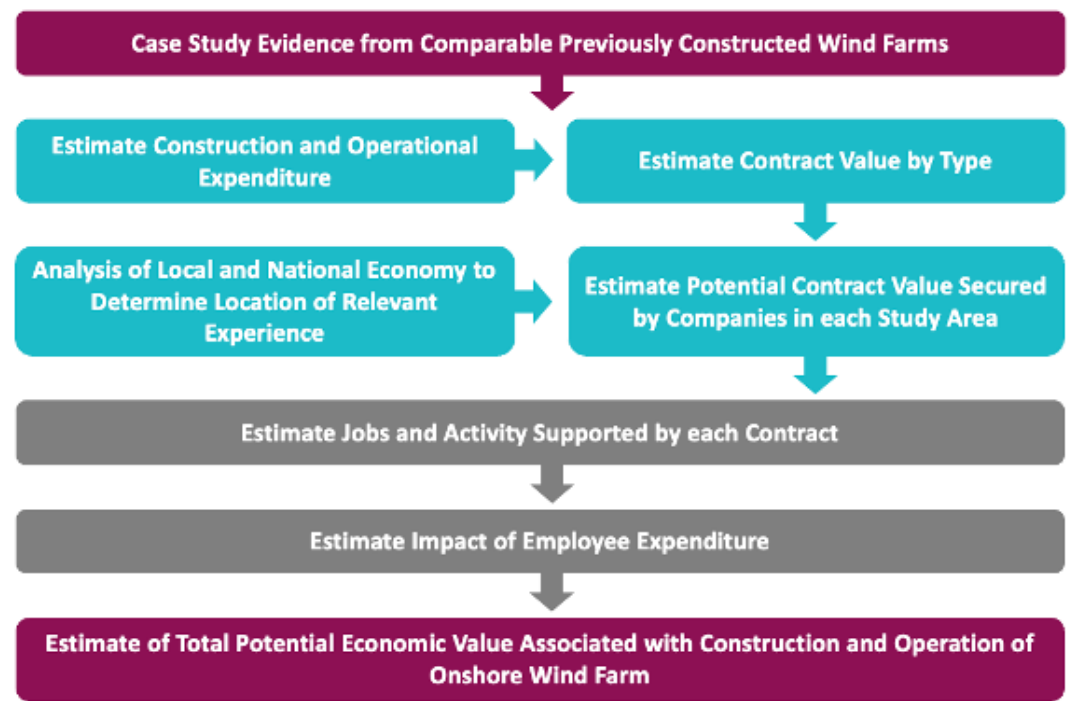 Case Study Evidence from Comparable Previously Constructed Wind Farms
Estimate Construction and Operational
Expenditure
Estimate Contract Value by Type
Analysis of Local and National Economy to
Determine Location of Relevant
Experience
Estimate Potential Contract Value Secured
by Companies in each Study Area
Estimate Jobs and Activity Supported by each Contract
Estimate Impact of Employee Expenditure
Estimate of Total Potential Economic Value Associated with Construction and Operation of
Onshore Wind Farm